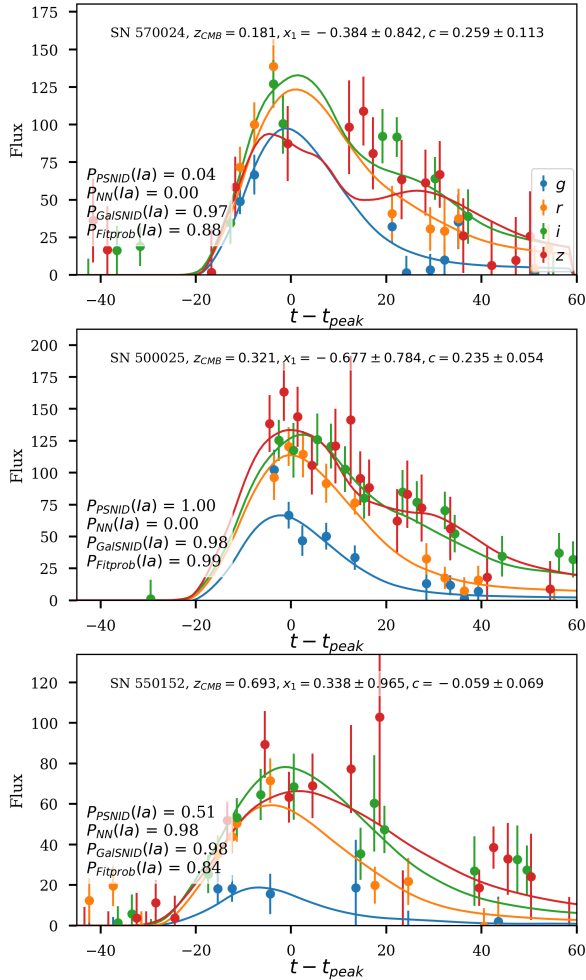 SN 570024, z_CMB = 0.181, x_1 = −0.384 ± 0.842, c = 0.259 ± 0.113
180
150
125
100
75
50
25
0
Flux
P_PSNID(Ia) = 0.04
P_NN(Ia) = 0.00
P_GalSNID(Ia) = 0.97
P_Fitprob(Ia) = 0.88
g
r
i
z
−40 −20 0 20 40 60
t − t_peak
SN 500025, z_CMB = 0.321, x_1 = −0.677 ± 0.784, c = 0.235 ± 0.054
200
175
150
125
100
75
50
25
0
Flux
P_PSNID(Ia) = 1.00
P_NN(Ia) = 0.00
P_GalSNID(Ia) = 0.98
P_Fitprob(Ia) = 0.99
−40 −20 0 20 40 60
t − t_peak
SN 550152, z_CMB = 0.693, x_1 = 0.338 ± 0.965, c = −0.059 ± 0.069
120
100
80
60
40
20
0
Flux
P_PSNID(Ia) = 0.51
P_NN(Ia) = 0.98
P_GalSNID(Ia) = 0.98
P_Fitprob(Ia) = 0.84
−40 −20 0 20 40 60
t − t_peak